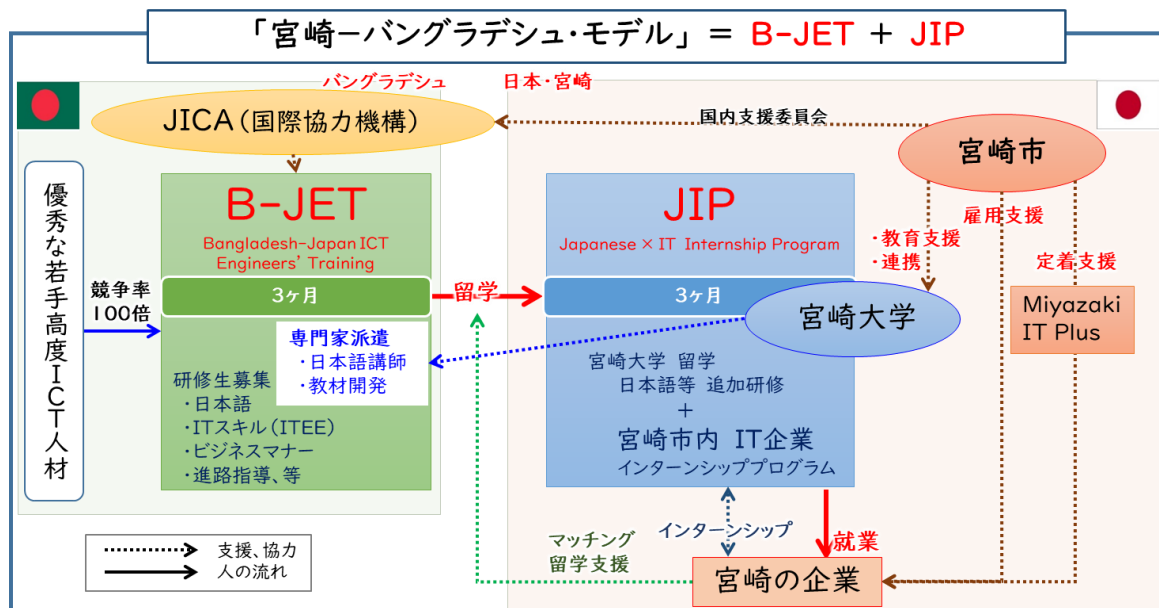 「宮崎－バングラデシュ・モデル」 = B-JET + JIP
バングラデシュ
日本・宮崎
JICA（国際協力機構）
国内支援委員会
宮崎市
優秀な若手高度ICT人材
B-JET
Bangladesh-Japan ICT
Engineers' Training
3ヶ月
競争率
100倍
専門家派遣
・日本語講師
・教材開発
研修生募集
・日本語
・ITスキル（ITEE）
・ビジネスマナー
・進路指導、等
留学
JIP
Japanese × IT Internship Program
3ヶ月
宮崎大学
宮崎大学 留学
日本語等 追加研修
+
宮崎市内 IT企業
インターンシッププログラム
・教育支援
・連携
雇用支援
定着支援
Miyazaki
IT Plus
インターンシップ
就業
マッチング
留学支援
宮崎の企業
支援、協力
人の流れ